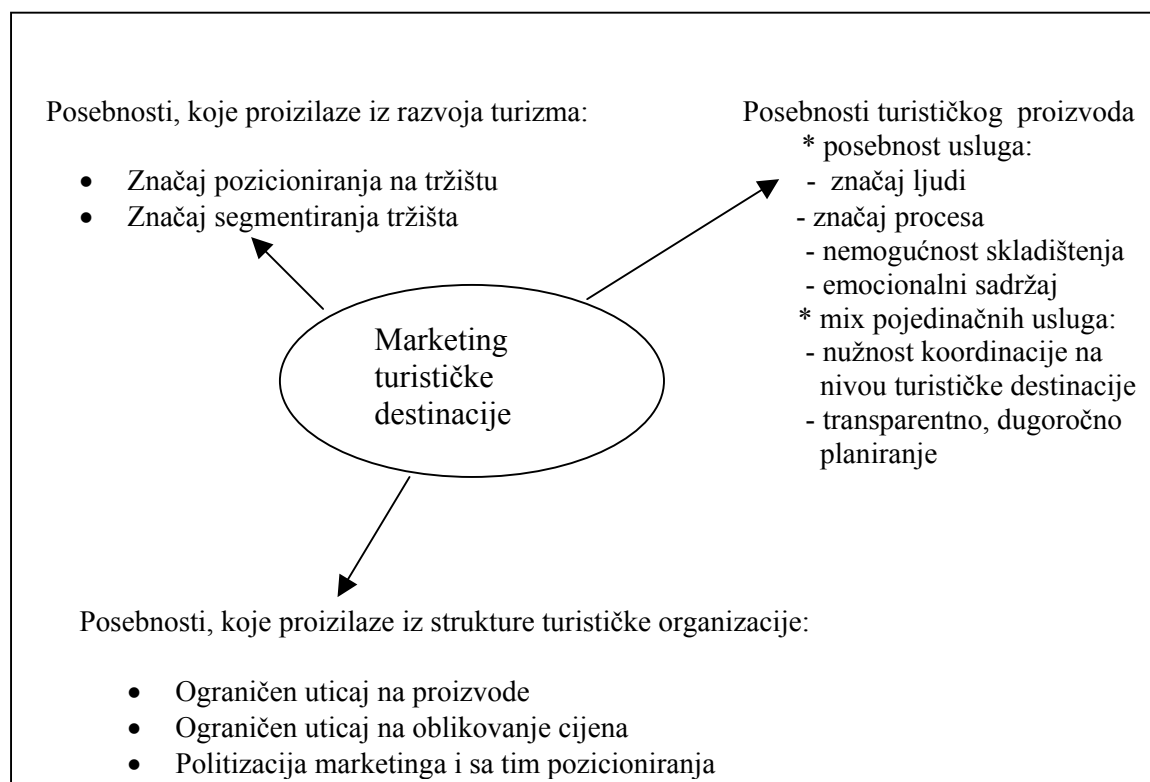 Posebnosti, koje proizilaze iz razvoja turizma:
• Značaj pozicioniranja na tržištu
• Značaj segmentiranja tržišta
Posebnosti turističkog  proizvoda
* posebnost usluga:
-  značaj ljudi
- značaj procesa
- nemogućnost skladištenja
- emocionalni sadržaj
* mix pojedinačnih usluga:
- nužnost koordinacije na
nivou turističke destinacije
- transparentno, dugoročno
planiranje
Marketing
turističke
destinacije
Posebnosti, koje proizilaze iz strukture turističke organizacije:
• Ograničen uticaj na proizvode
• Ograničen uticaj na oblikovanje cijena
• Politizacija marketinga i sa tim pozicioniranja